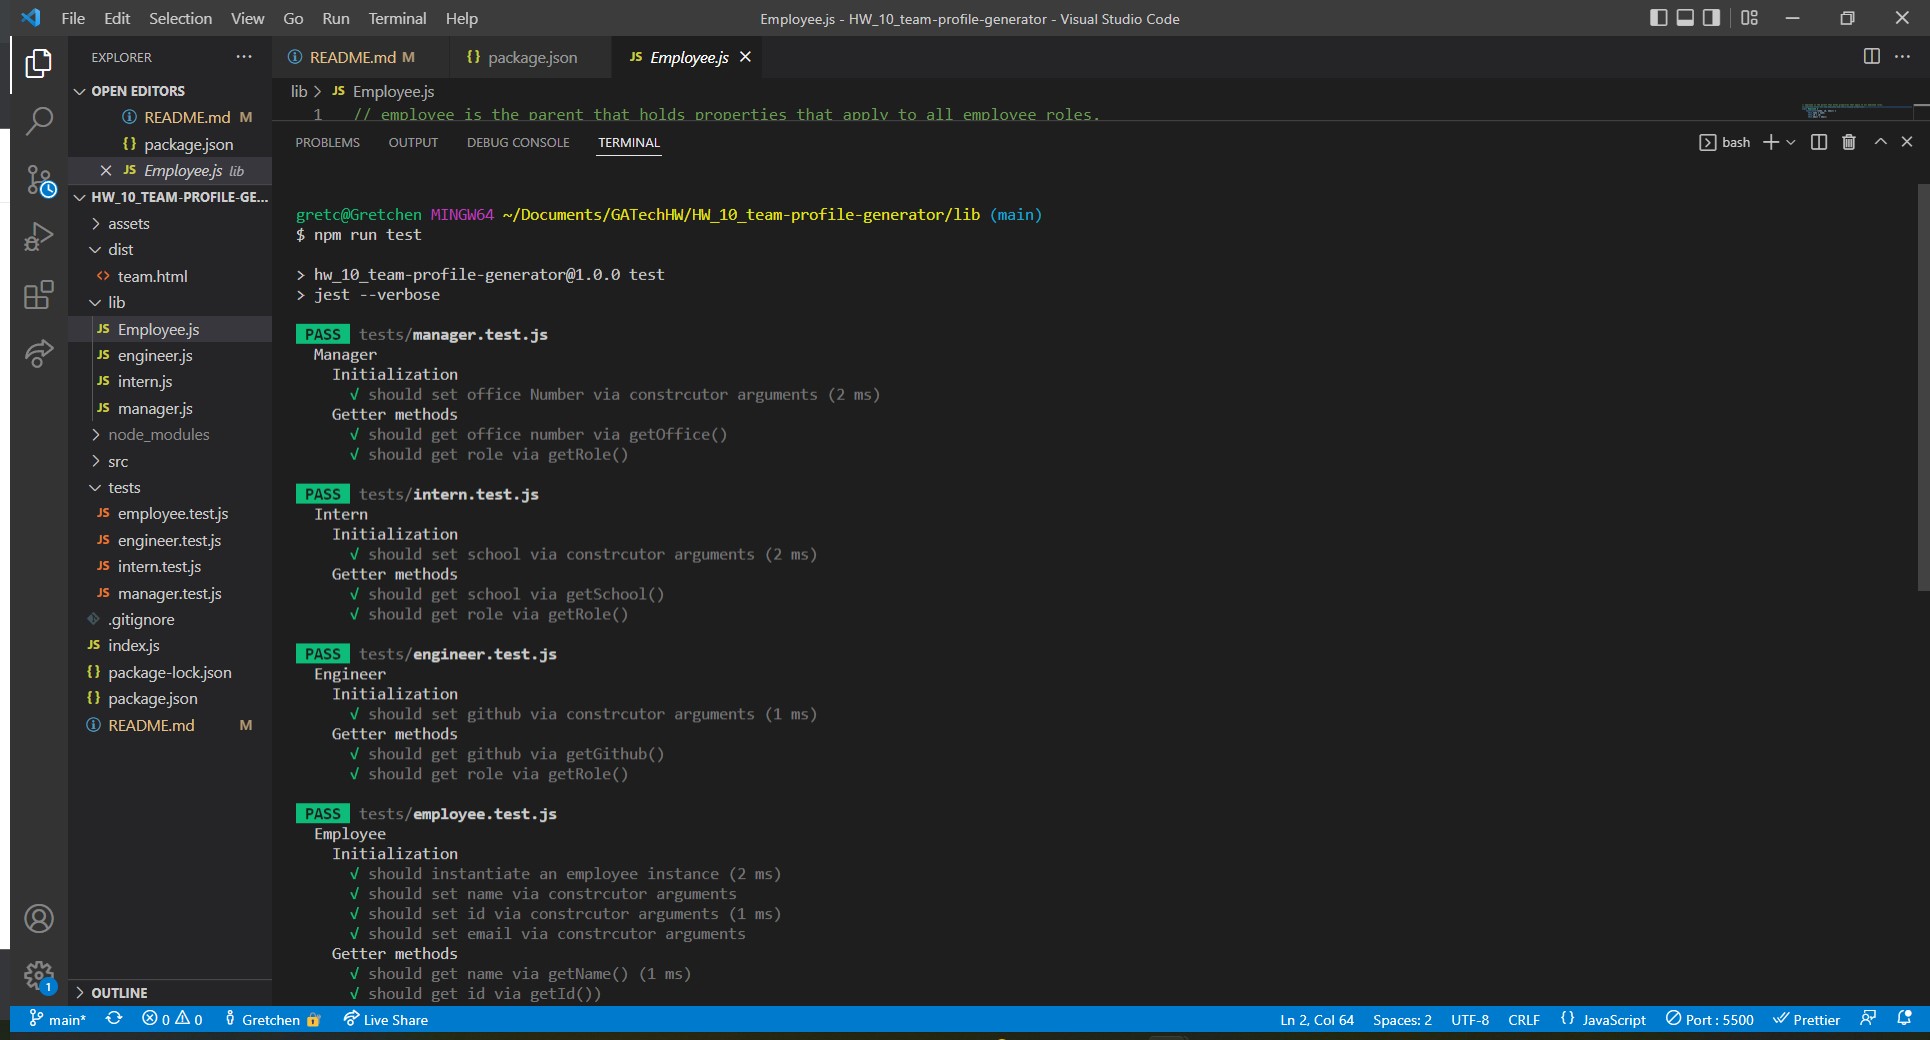 File Edit Selection View Go Run Terminal Help
Employee.js - HW_10_team-profile-generator - Visual Studio Code
EXPLORER ...
OPEN EDITORS
README.md M
{} package.json
JS Employee.js lib
HW_10_TEAM-PROFILE-GE...
assets
dist
<> team.html
lib
JS Employee.js
JS engineer.js
JS intern.js
JS manager.js
node_modules
src
tests
JS employee.test.js
JS engineer.test.js
JS intern.test.js
JS manager.test.js
.gitignore
JS index.js
{} package-lock.json
{} package.json
README.md M
OUTLINE
README.md M {} package.json JS Employee.js
lib > JS Employee.js
1 // employee is the parent that holds properties that apply to all employee roles.
PROBLEMS OUTPUT DEBUG CONSOLE TERMINAL
bash
gretc@Gretchen MINGW64 ~/Documents/GATechHW/HW_10_team-profile-generator/lib (main)
$ npm run test
> hw_10_team-profile-generator@1.0.0 test
> jest --verbose
PASS tests/manager.test.js
Manager
Initialization
√ should set office Number via constrcutor arguments (2 ms)
Getter methods
√ should get office number via getOffice()
√ should get role via getRole()
PASS tests/intern.test.js
Intern
Initialization
√ should set school via constrcutor arguments (2 ms)
Getter methods
√ should get school via getSchool()
√ should get role via getRole()
PASS tests/engineer.test.js
Engineer
Initialization
√ should set github via constrcutor arguments (1 ms)
Getter methods
√ should get github via getGithub()
√ should get role via getRole()
PASS tests/employee.test.js
Employee
Initialization
√ should instantiate an employee instance (2 ms)
√ should set name via constrcutor arguments
√ should set id via constrcutor arguments (1 ms)
√ should set email via constrcutor arguments
Getter methods
√ should get name via getName() (1 ms)
√ should get id via getId())
1
main* 0 0 Gretchen Live Share
Ln 2, Col 64 Spaces: 2 UTF-8 CRLF {} JavaScript Port : 5500 Prettier